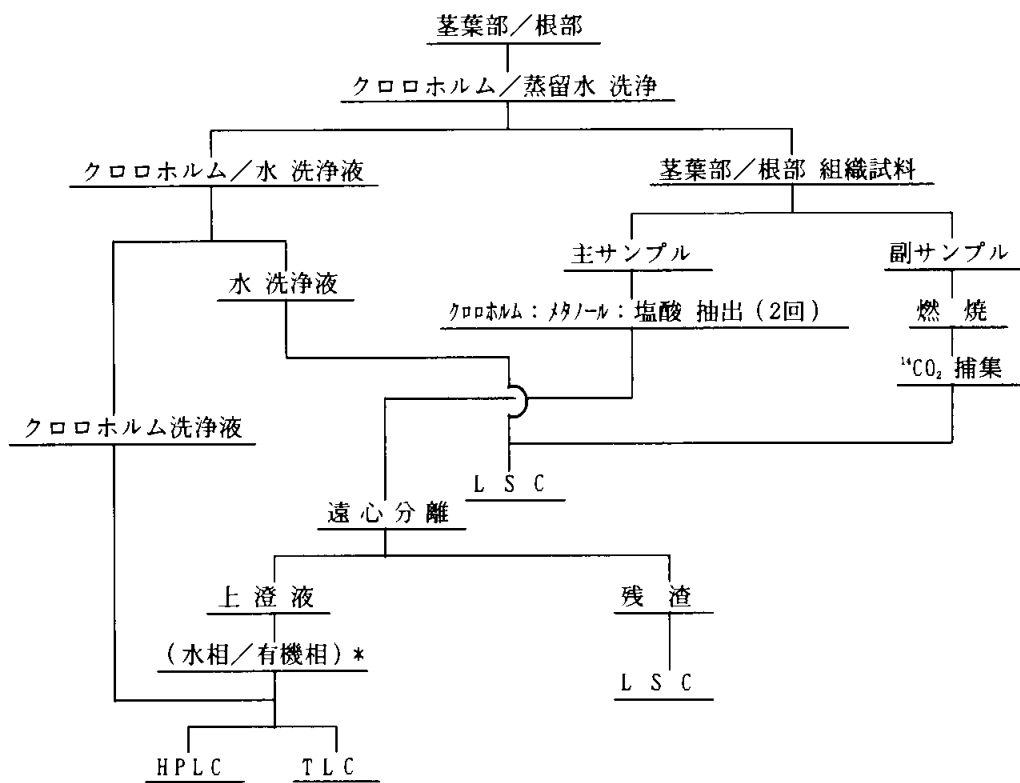 茎葉部／根部
クロロホルム／蒸留水 洗浄
クロロホルム／水 洗浄液
茎葉部／根部 組織試料
主サンプル
副サンプル
水 洗浄液
クロロホルム：メタノール：塩酸 抽出（2回）
燃 焼
¹⁴CO₂ 捕集
クロロホルム洗浄液
L S C
遠 心 分 離
上 澄 液
残 渣
(水相／有機相)*
L S C
HPLC
T L C